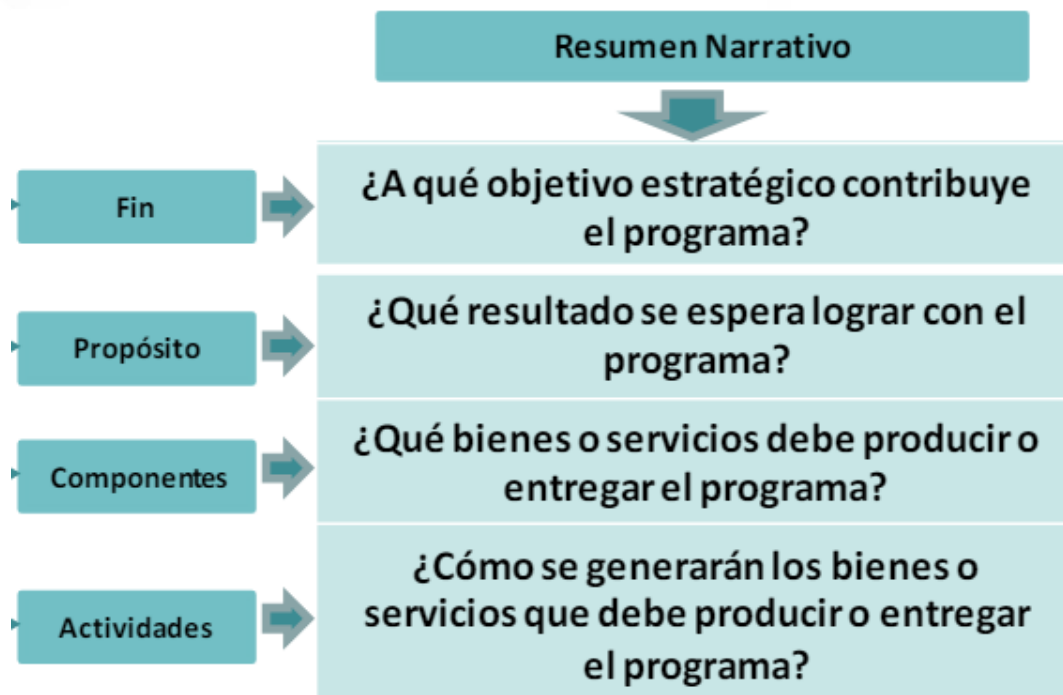 Resumen Narrativo
Fin
¿A qué objetivo estratégico contribuye
el programa?
Propósito
¿Qué resultado se espera lograr con el
programa?
Componentes
¿Qué bienes o servicios debe producir o
entregar el programa?
Actividades
¿Cómo se generarán los bienes o
servicios que debe producir o entregar
el programa?